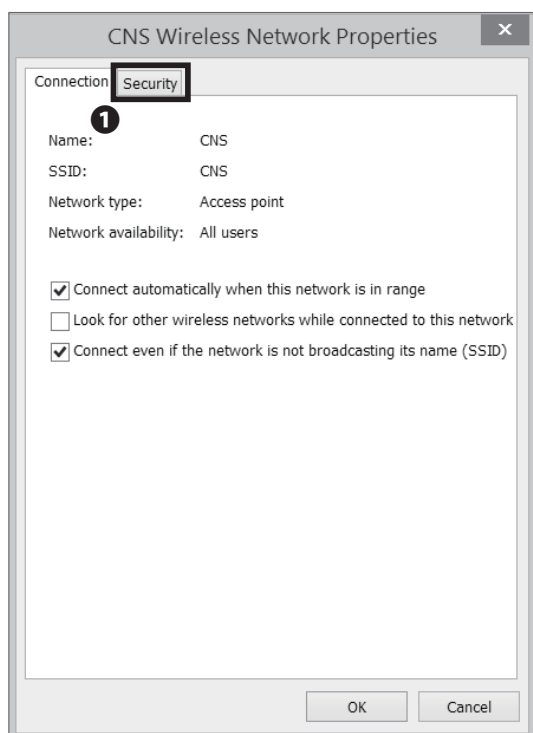 CNS Wireless Network Properties
Connection Security
❶
Name: CNS
SSID: CNS
Network type: Access point
Network availability: All users
Connect automatically when this network is in range
Look for other wireless networks while connected to this network
Connect even if the network is not broadcasting its name (SSID)
OK Cancel